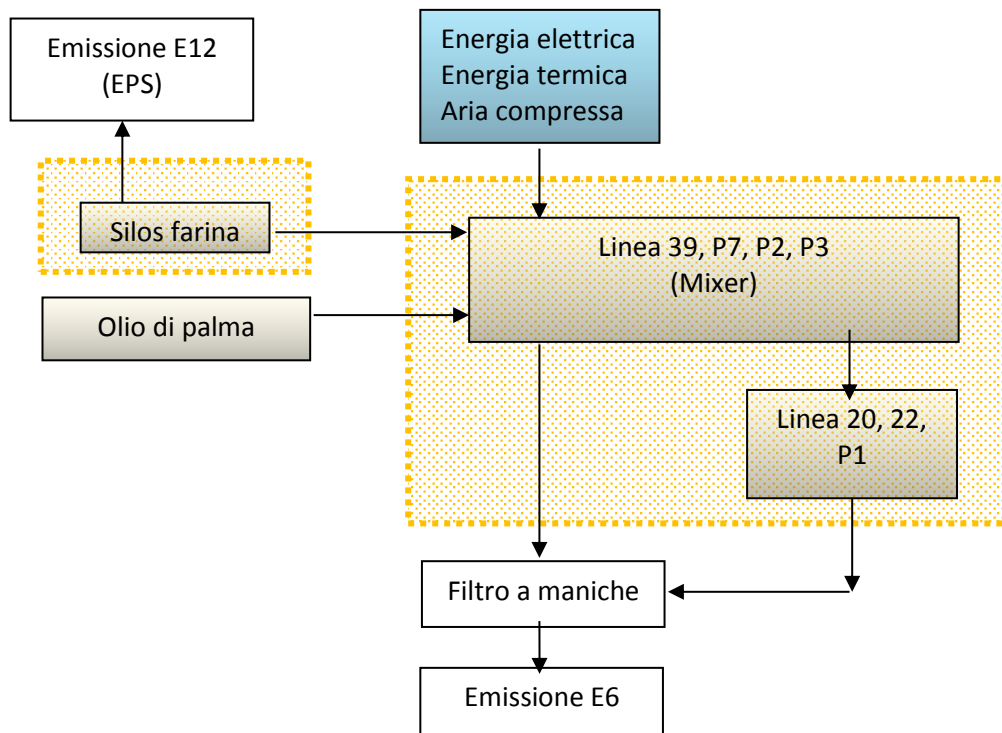 Emissione E12
(EPS)
Energia elettrica
Energia termica
Aria compressa
Silos farina
Linea 39, P7, P2, P3
(Mixer)
Olio di palma
Linea 20, 22,
P1
Filtro a maniche
Emissione E6